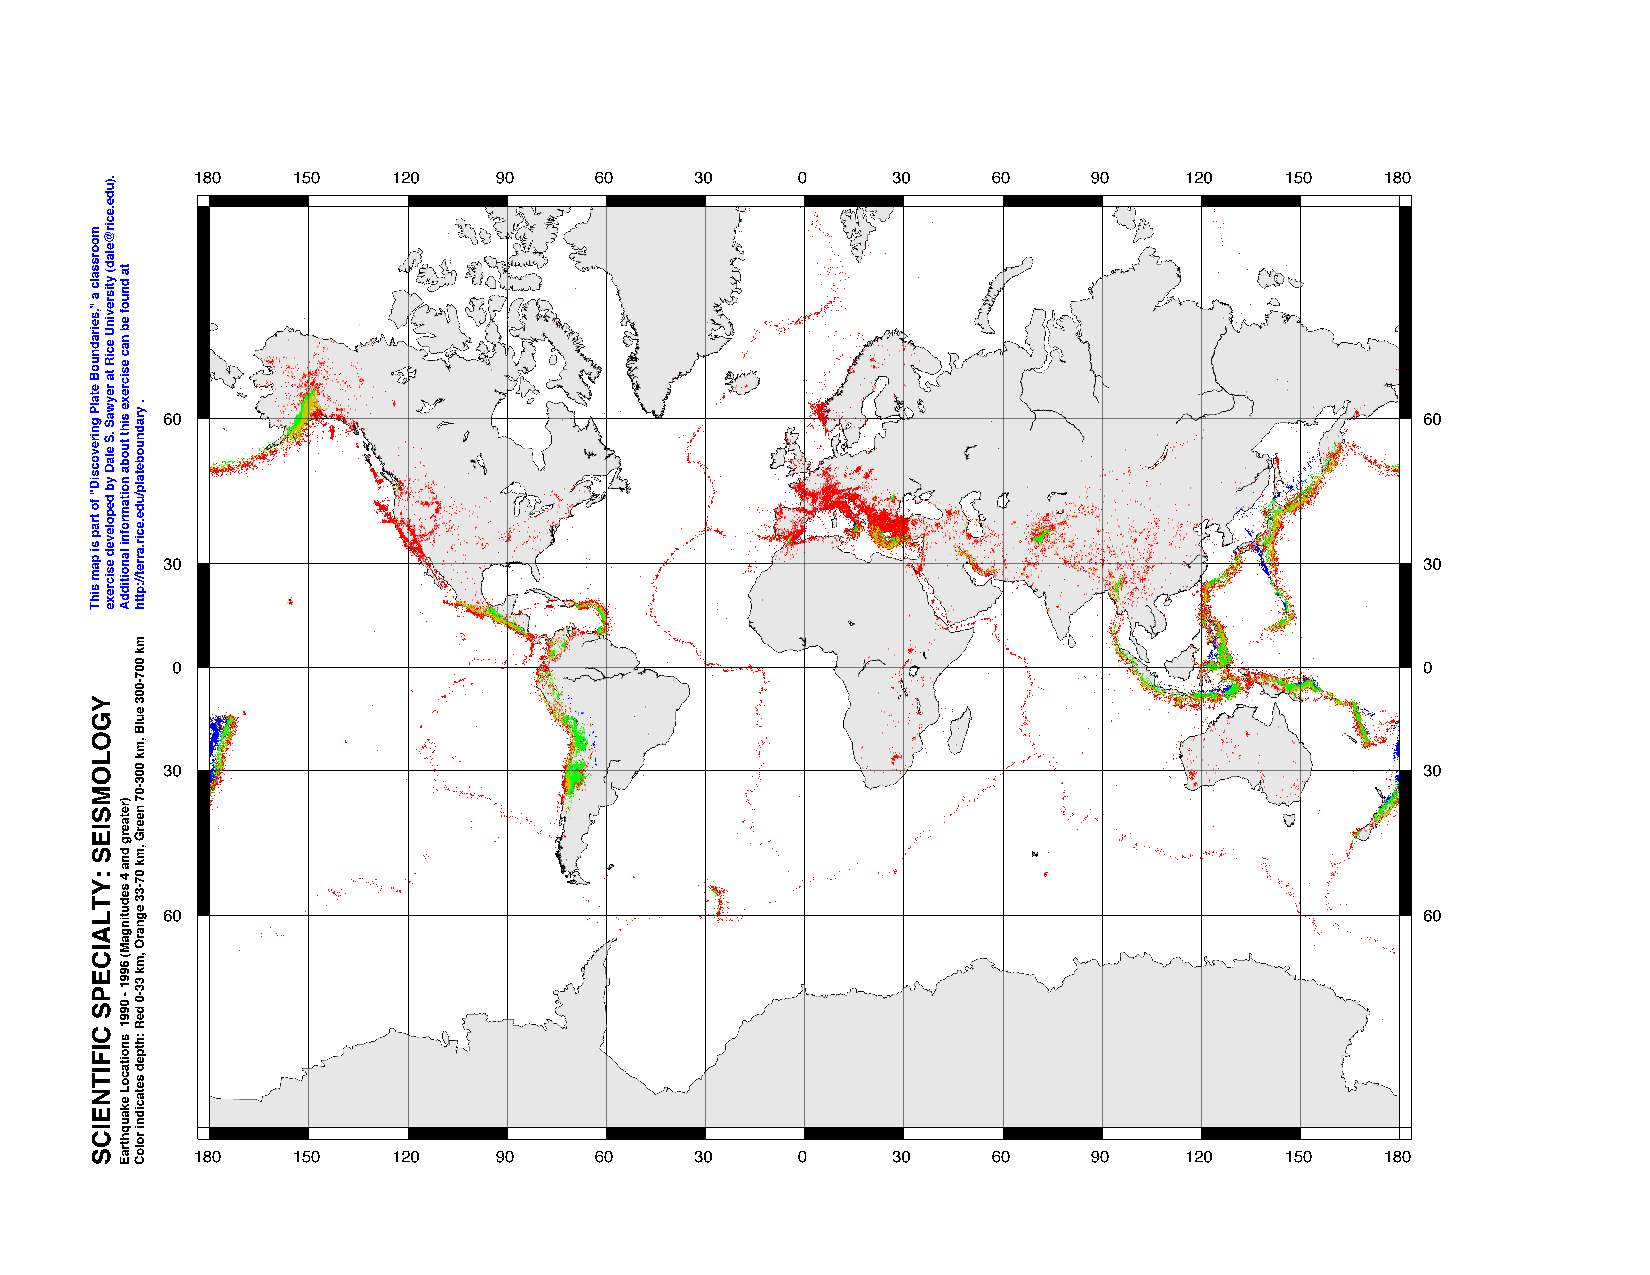 This map is part of "Discovering Plate Boundaries," a classroom
exercise developed by Dale S. Sawyer at Rice University (dale@rice.edu).
Additional information about this exercise can be found at
http://terra.rice.edu/plateboundary .
SCIENTIFIC SPECIALTY: SEISMOLOGY
Earthquake Locations 1990 - 1996 (Magnitudes 4 and greater)
Color indicates depth: Red 0-33 km, Orange 33-70 km, Green 70-300 km, Blue 300-700 km
180 150 120 90 60 30 0 30 60 90 120 150 180
60 60
30 30
0 0
30 30
60 60
180 150 120 90 60 30 0 30 60 90 120 150 180